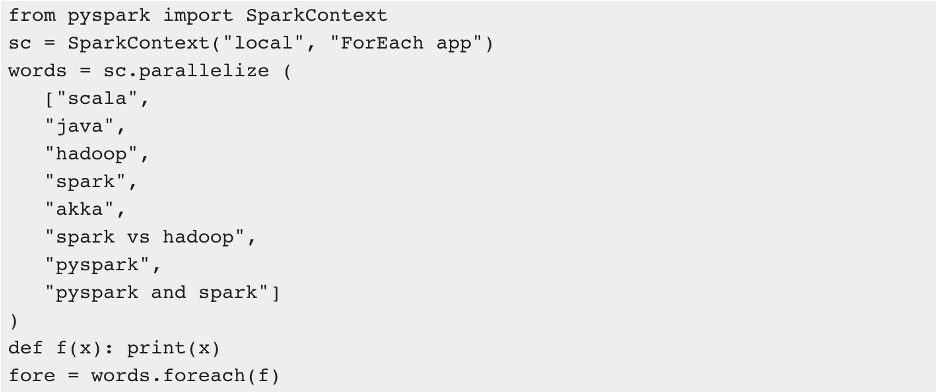 from pyspark import SparkContext
sc = SparkContext("local", "ForEach app")
words = sc.parallelize (
   ["scala",
   "java",
   "hadoop",
   "spark",
   "akka",
   "spark vs hadoop",
   "pyspark",
   "pyspark and spark"]
)
def f(x): print(x)
fore = words.foreach(f)